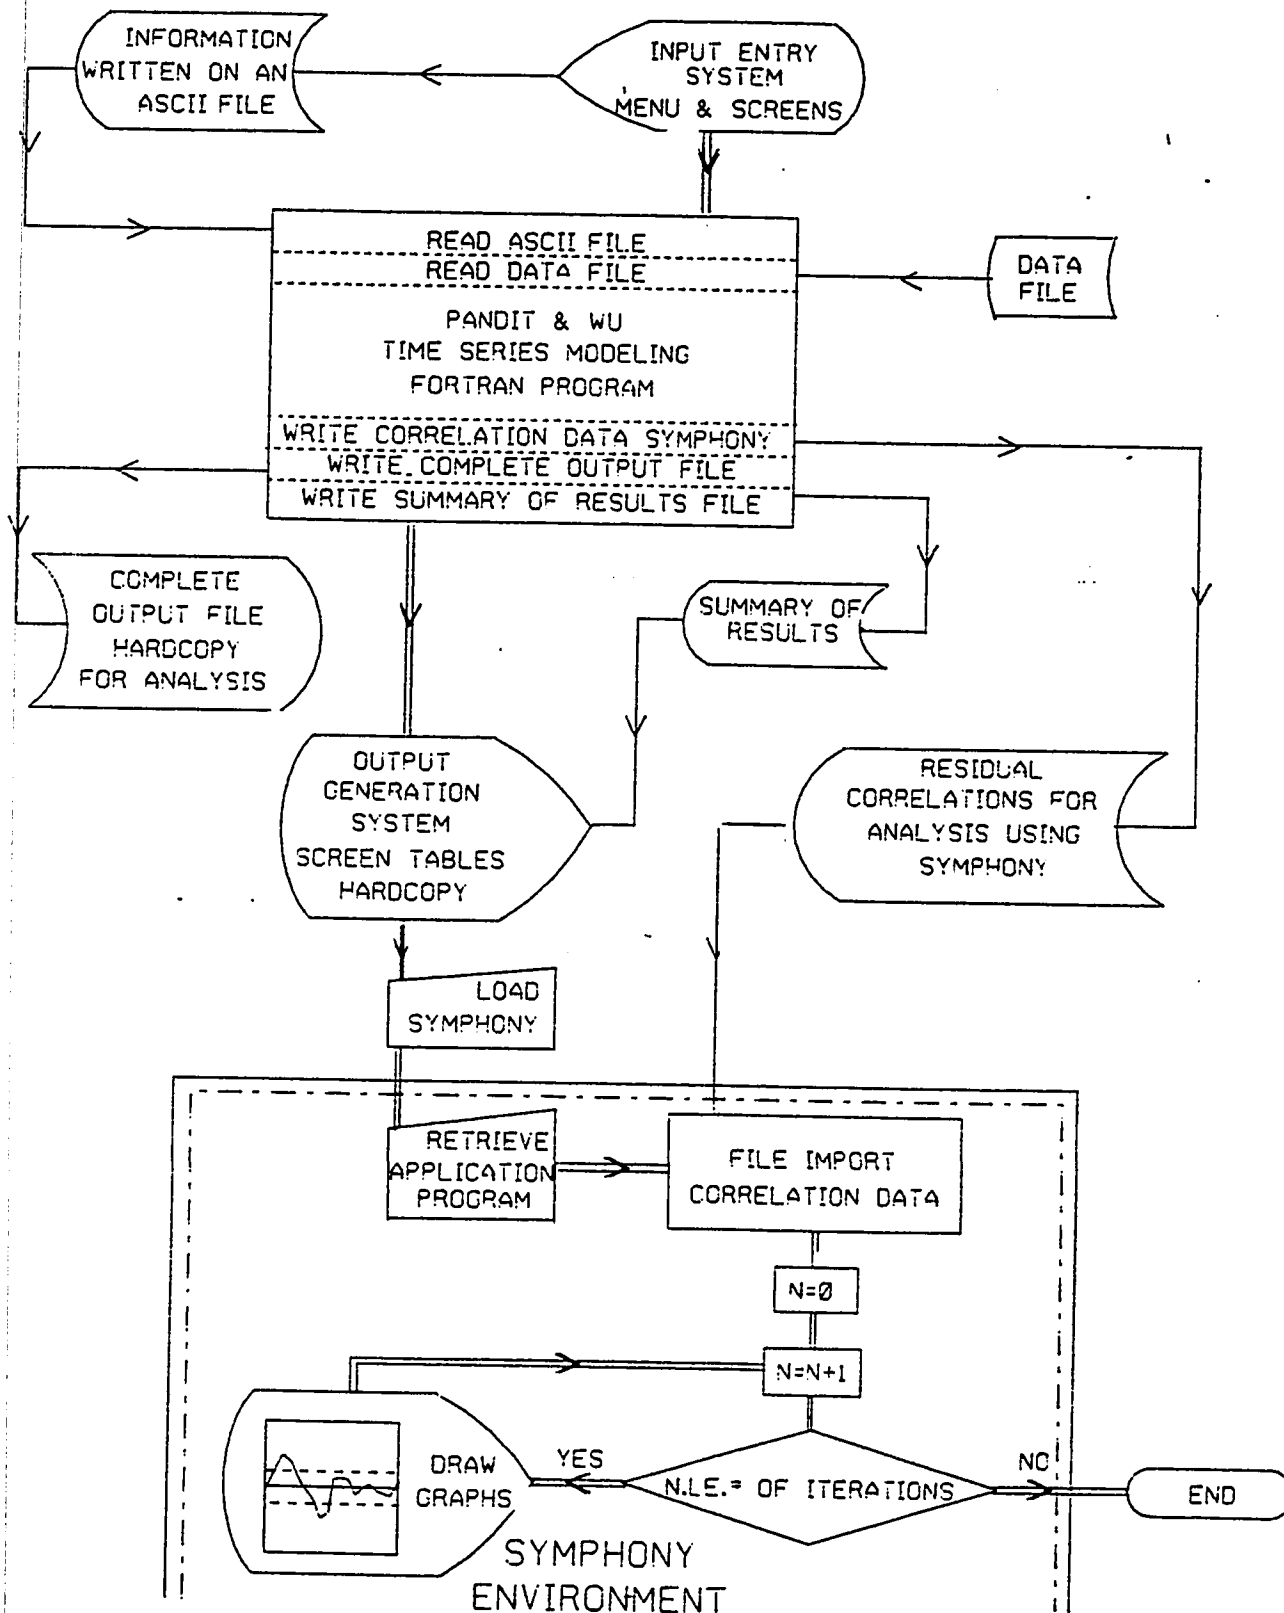 INFORMATION
WRITTEN ON AN
ASCII FILE
INPUT ENTRY
SYSTEM
MENU & SCREENS
READ ASCII FILE
READ DATA FILE
PANDIT & WU
TIME SERIES MODELING
FORTRAN PROGRAM
WRITE CORRELATION DATA SYMPHONY
WRITE COMPLETE OUTPUT FILE
WRITE SUMMARY OF RESULTS FILE
DATA
FILE
COMPLETE
OUTPUT FILE
HARDCOPY
FOR ANALYSIS
SUMMARY OF
RESULTS
OUTPUT
GENERATION
SYSTEM
SCREEN TABLES
HARDCOPY
RESIDUAL
CORRELATIONS FOR
ANALYSIS USING
SYMPHONY
LOAD
SYMPHONY
RETRIEVE
APPLICATION
PROGRAM
FILE IMPORT
CORRELATION DATA
N=0
N=N+1
YES
N.LE.= OF ITERATIONS
NO
END
DRAW
GRAPHS
SYMPHONY
ENVIRONMENT